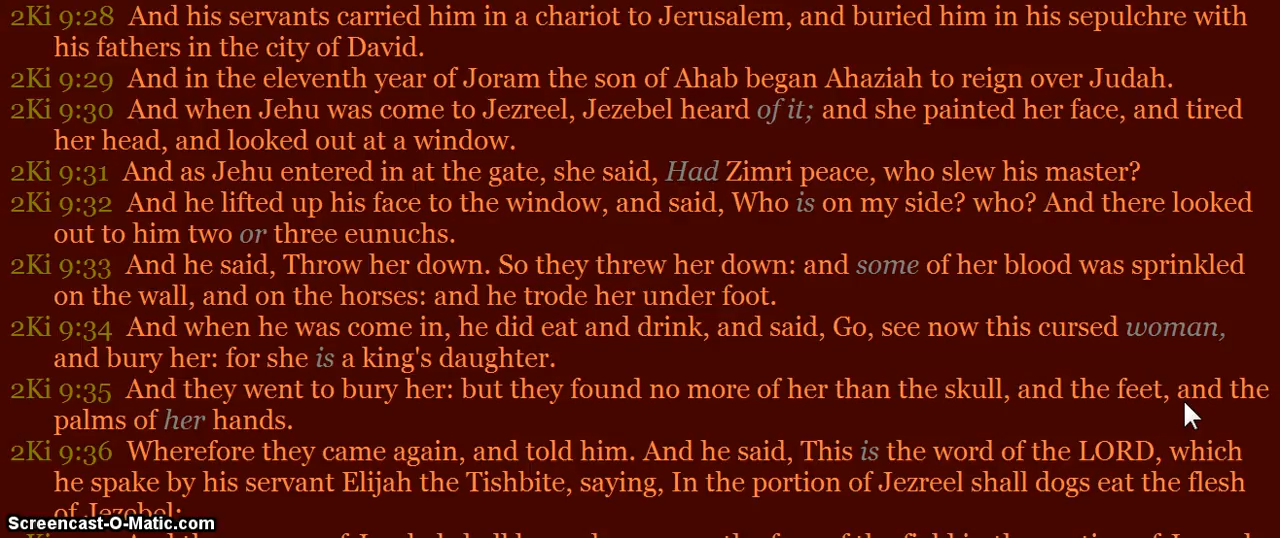 2Ki 9:28 And his servants carried him in a chariot to Jerusalem, and buried him in his sepulchre with
his fathers in the city of David.
2Ki 9:29 And in the eleventh year of Joram the son of Ahab began Ahaziah to reign over Judah.
2Ki 9:30 And when Jehu was come to Jezreel, Jezebel heard of it; and she painted her face, and tired
her head, and looked out at a window.
2Ki 9:31 And as Jehu entered in at the gate, she said, Had Zimri peace, who slew his master?
2Ki 9:32 And he lifted up his face to the window, and said, Who is on my side? who? And there looked
out to him two or three eunuchs.
2Ki 9:33 And he said, Throw her down. So they threw her down: and some of her blood was sprinkled
on the wall, and on the horses: and he trode her under foot.
2Ki 9:34 And when he was come in, he did eat and drink, and said, Go, see now this cursed woman,
and bury her: for she is a king's daughter.
2Ki 9:35 And they went to bury her: but they found no more of her than the skull, and the feet, and the
palms of her hands.
2Ki 9:36 Wherefore they came again, and told him. And he said, This is the word of the LORD, which
he spake by his servant Elijah the Tishbite, saying, In the portion of Jezreel shall dogs eat the flesh
of Jezebel:
Screencast-O-Matic.com